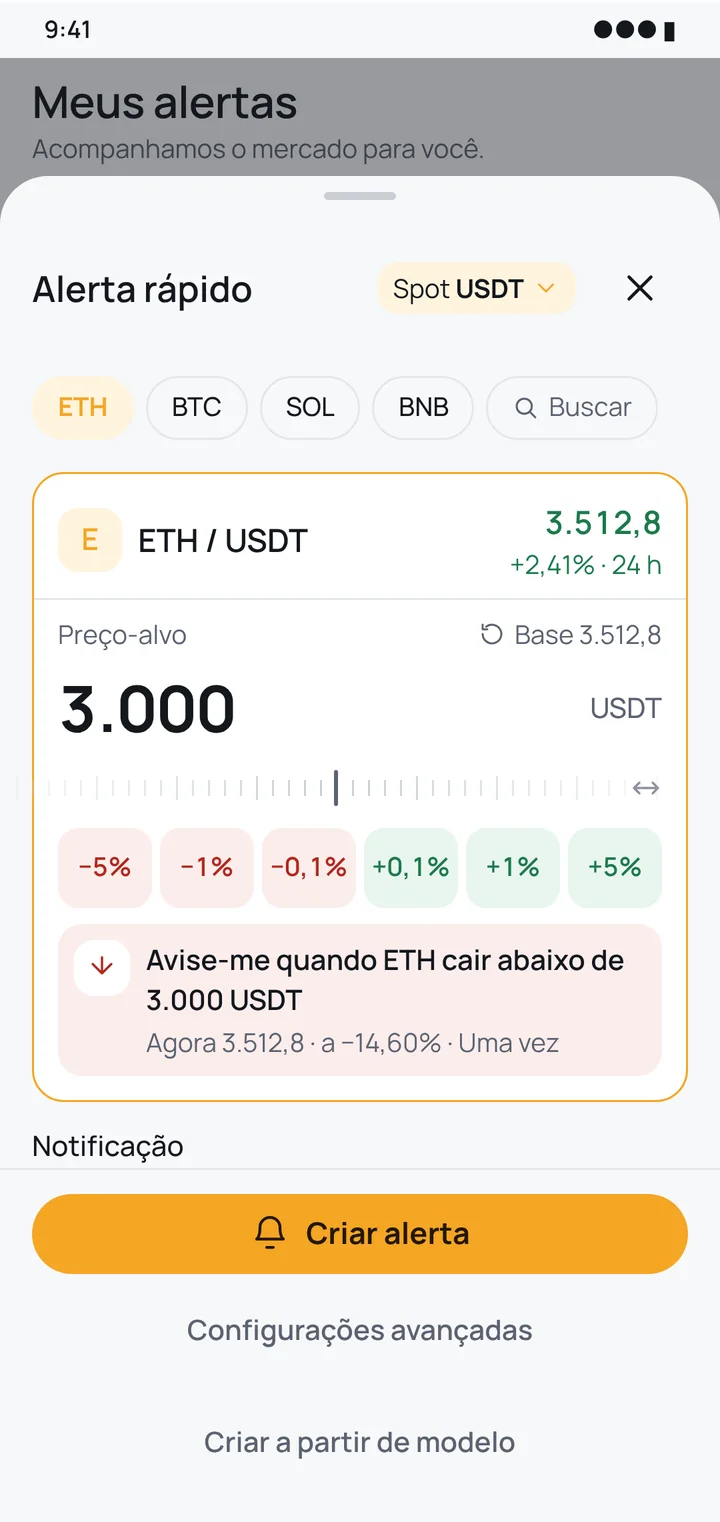 9:41
Meus alertas
Acompanhamos o mercado para você.
Alerta rápido
Spot USDT
ETH
BTC
SOL
BNB
Buscar
E
ETH / USDT
3.512,8
+2,41% · 24 h
Preço-alvo
Base 3.512,8
3.000
USDT
−5%
−1%
−0,1%
+0,1%
+1%
+5%
Avise-me quando ETH cair abaixo de
3.000 USDT
Agora 3.512,8 · a −14,60% · Uma vez
Notificação
Criar alerta
Configurações avançadas
Criar a partir de modelo